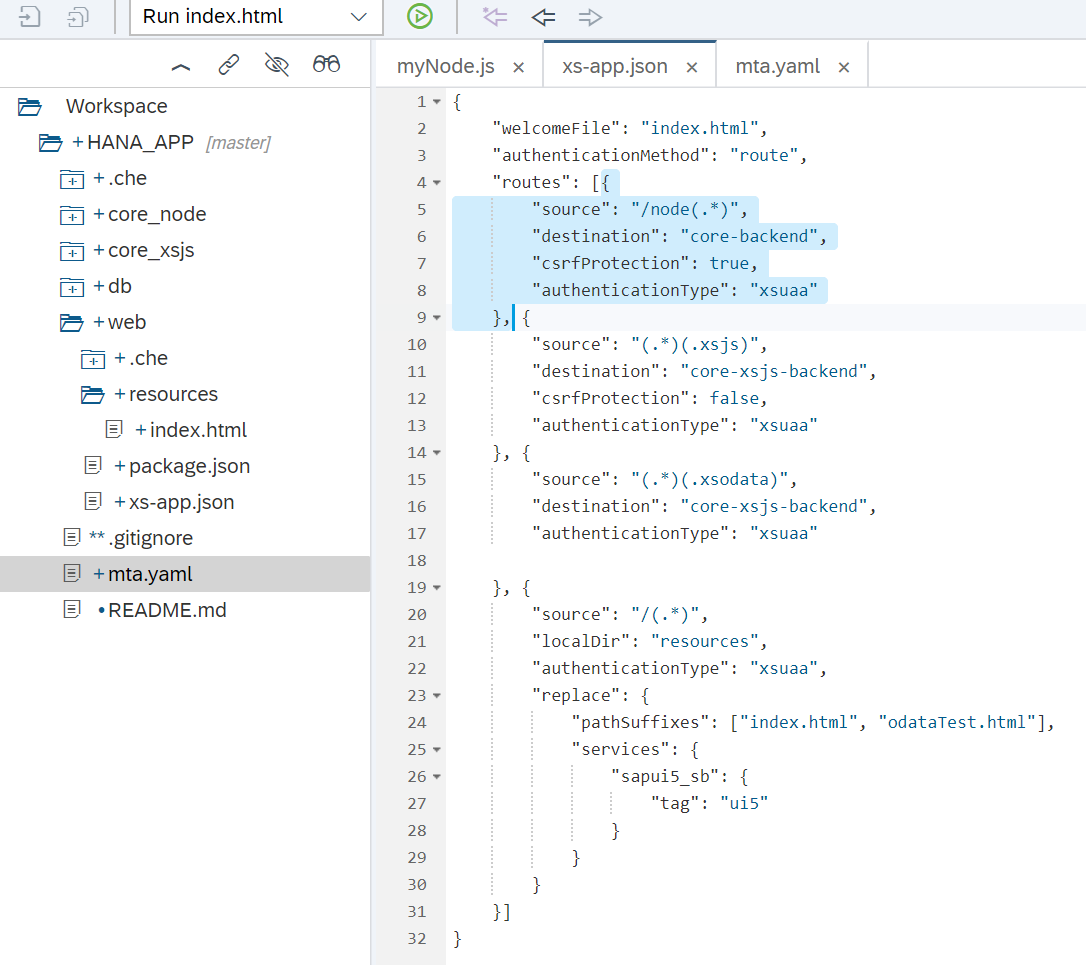 Run index.html
Workspace
+HANA_APP [master]
+.che
+core_node
+core_xsjs
+db
+web
+.che
+resources
+index.html
+package.json
+xs-app.json
**.gitignore
+mta.yaml
•README.md
myNode.js × xs-app.json × mta.yaml ×
1 {
2 "welcomeFile": "index.html",
3 "authenticationMethod": "route",
4 "routes": [{
5 "source": "/node(.*)",
6 "destination": "core-backend",
7 "csrfProtection": true,
8 "authenticationType": "xsuaa"
9 }, {
10 "source": "(.*)(.xsjs)",
11 "destination": "core-xsjs-backend",
12 "csrfProtection": false,
13 "authenticationType": "xsuaa"
14 }, {
15 "source": "(.*)(.xsodata)",
16 "destination": "core-xsjs-backend",
17 "authenticationType": "xsuaa"
18
19 }, {
20 "source": "/(.*)",
21 "localDir": "resources",
22 "authenticationType": "xsuaa",
23 "replace": {
24 "pathSuffixes": ["index.html", "odataTest.html"],
25 "services": {
26 "sapui5_sb": {
27 "tag": "ui5"
28 }
29 }
30 }
31 }]
32 }